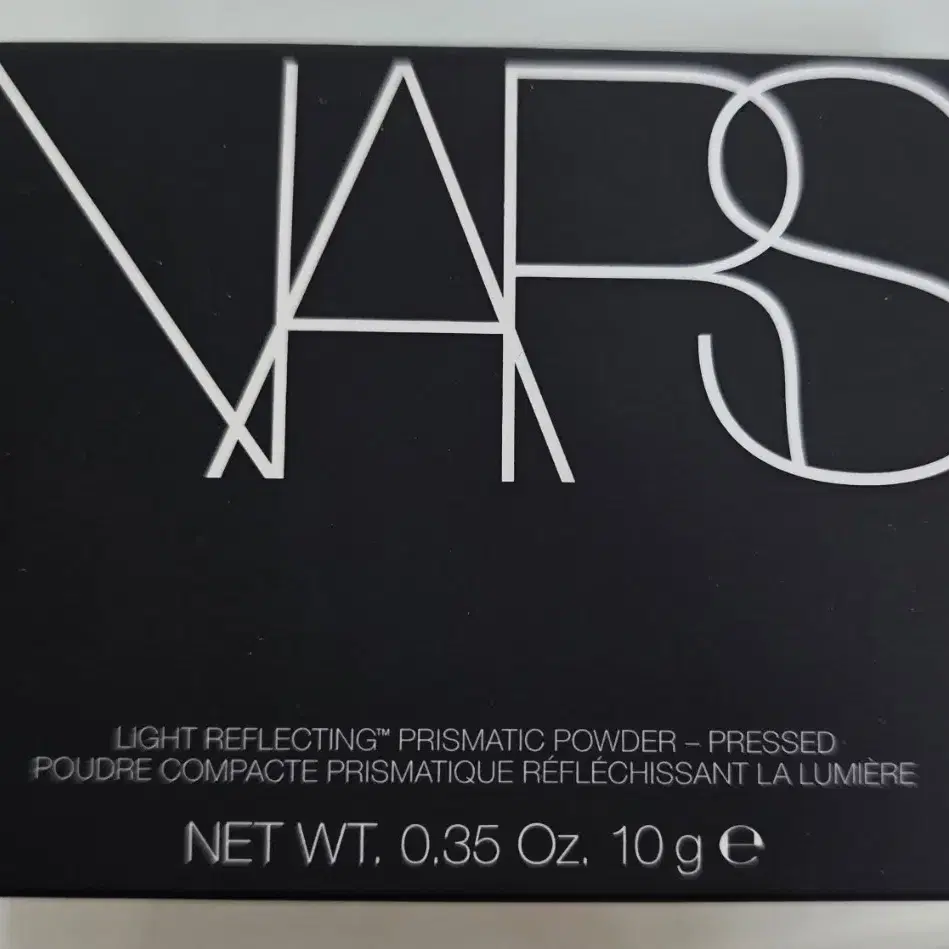 NARS
LIGHT REFLECTING™ PRISMATIC POWDER – PRESSED
POUDRE COMPACTE PRISMATIQUE RÉFLÉCHISSANT LA LUMIÈRE
NET WT. 0.35 Oz. 10 g ℮